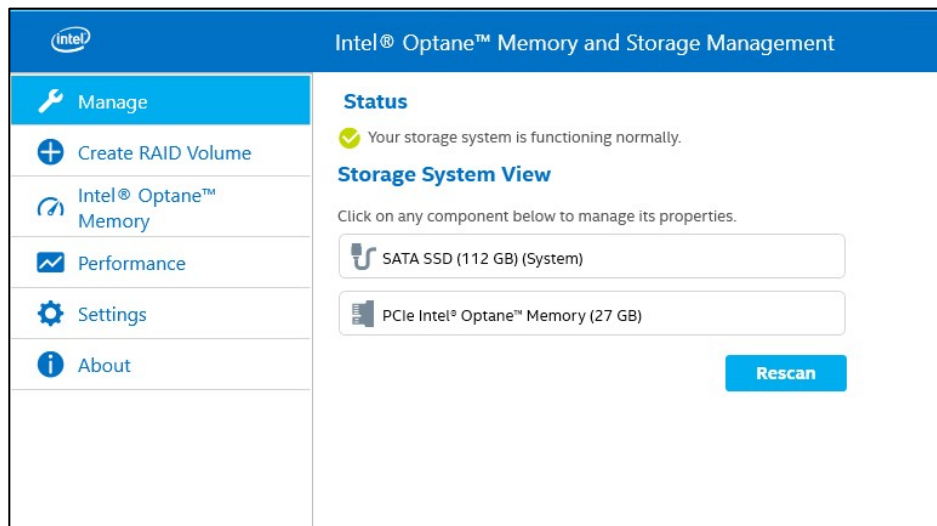 intel
Intel® Optane™ Memory and Storage Management
Manage
Create RAID Volume
Intel® Optane™
Memory
Performance
Settings
About
Status
Your storage system is functioning normally.
Storage System View
Click on any component below to manage its properties.
SATA SSD (112 GB) (System)
PCIe Intel® Optane™ Memory (27 GB)
Rescan